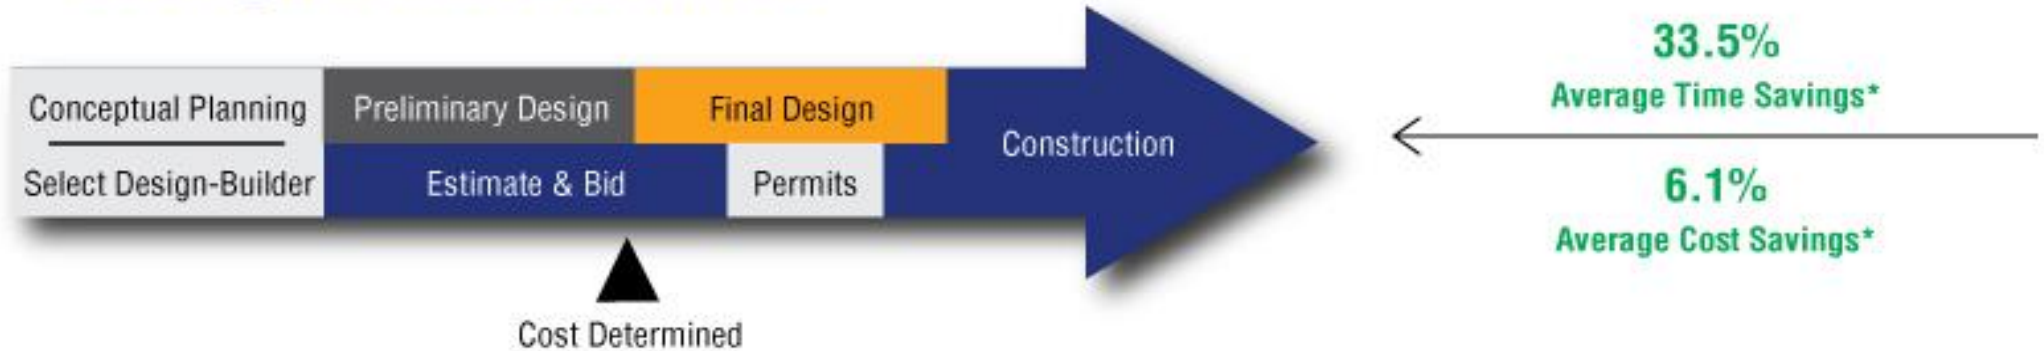 Conceptual Planning
Select Design-Builder
Preliminary Design
Final Design
Estimate & Bid
Permits
Construction
Cost Determined
33.5%
Average Time Savings*
6.1%
Average Cost Savings*